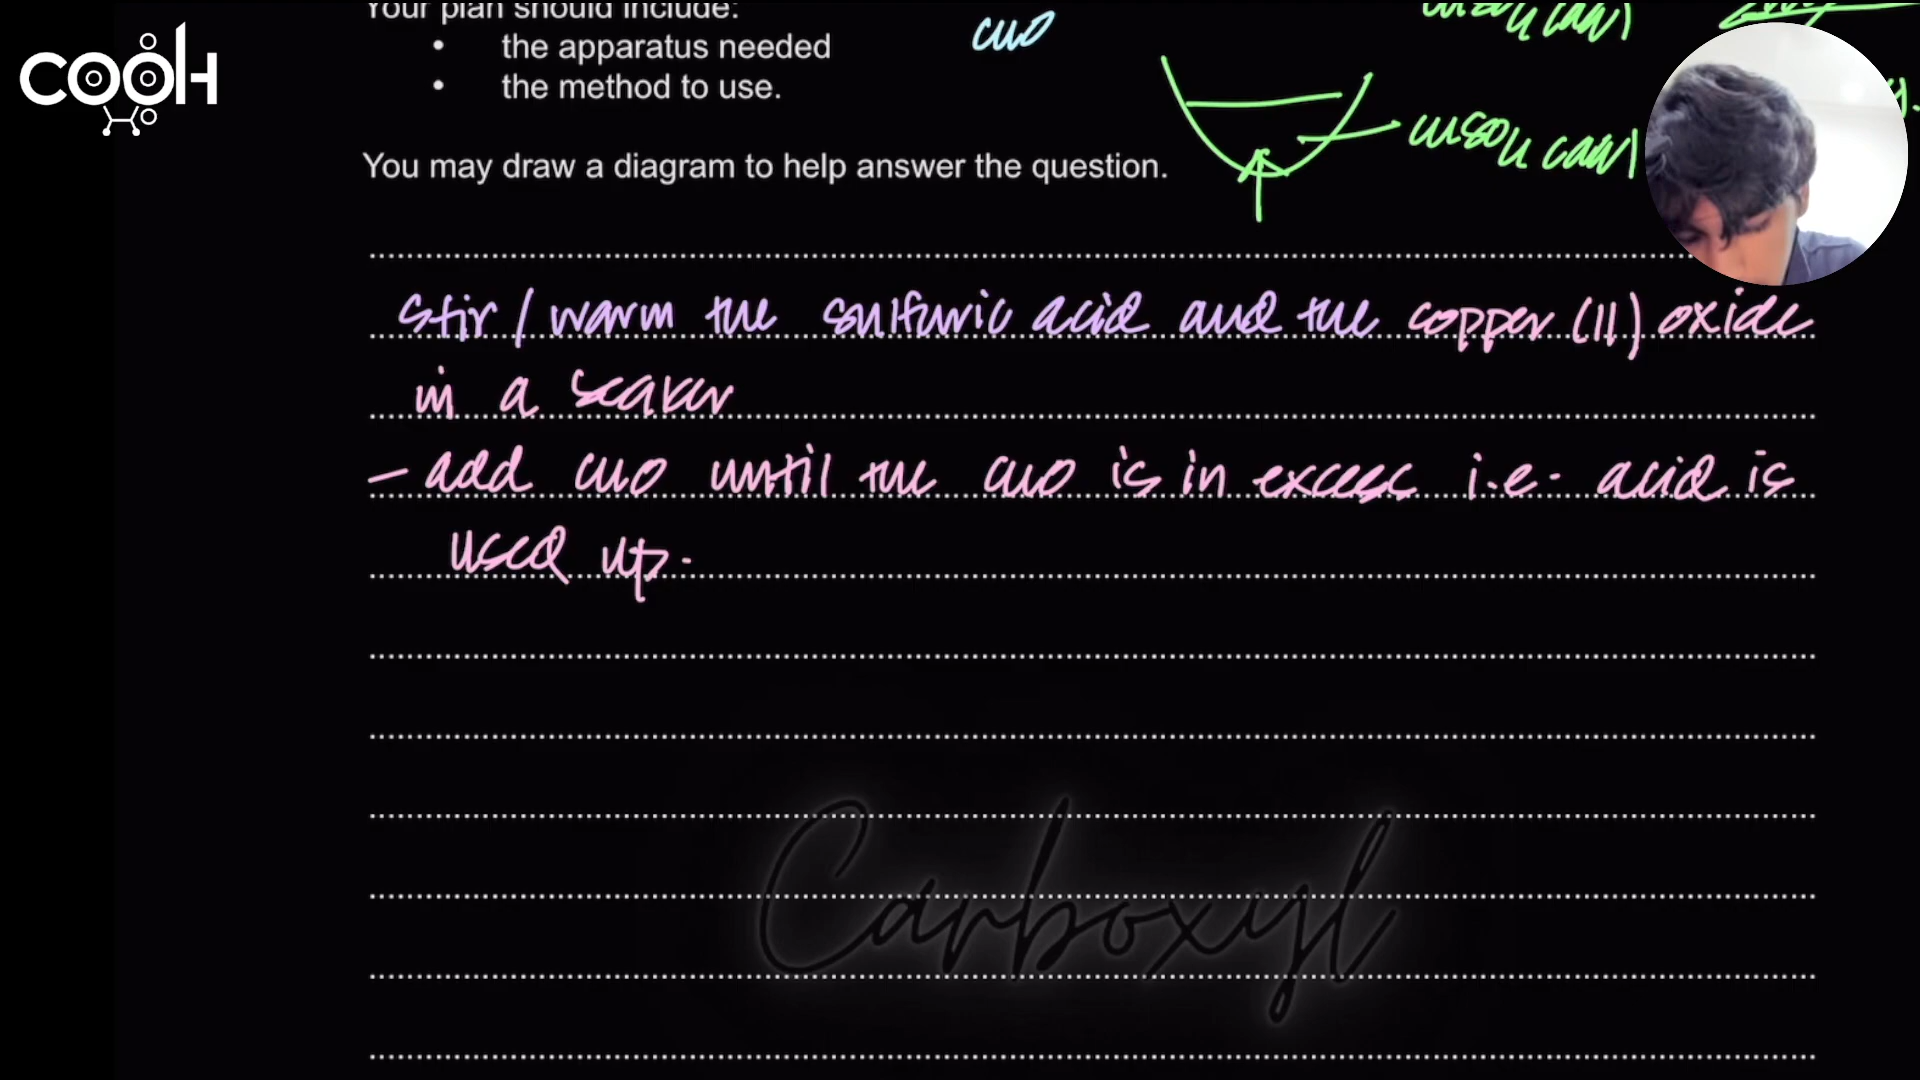 COOH
Your plan should include:
CuO
CuSO4 (aq)
• the apparatus needed
• the method to use.
CuSO4 (aq)
You may draw a diagram to help answer the question.
Stir / warm the sulfuric acid and the copper (II) oxide
in a beaker
- add CuO until the CuO is in excess i.e. acid is
used up.
Carboxyl